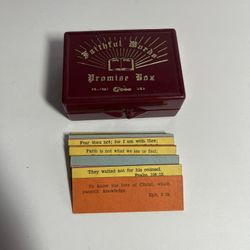 Faithful Words
Promise Box
USA
Fear thou not; for I am with thee;
Faith is not what we see or feel,
They waited not for his counsel.
Psalm 106 13
To know the love of Christ, which
passeth knowledge.
Eph. 3 19